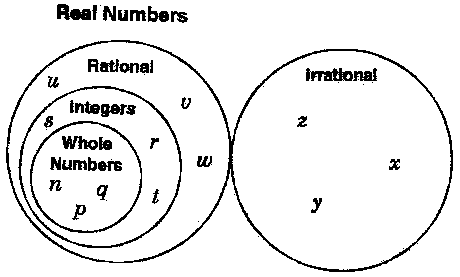 Real Numbers
Rational
Irrational
u
v
Integers
s
z
Whole
Numbers
r
w
x
n
q
t
p
y